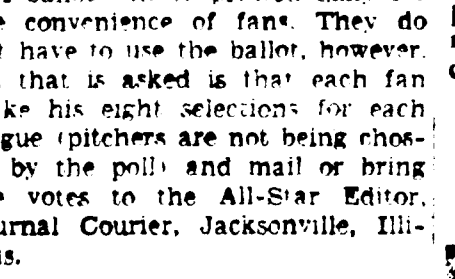 convenience of fans. They do
have to use the ballot, however.
that is asked is that each fan
ke his eight selections for each
gue (pitchers are not being chos-
by the poll) and mail or bring
votes to the All-Star Editor,
urnal Courier, Jacksonville, Illi-
is.